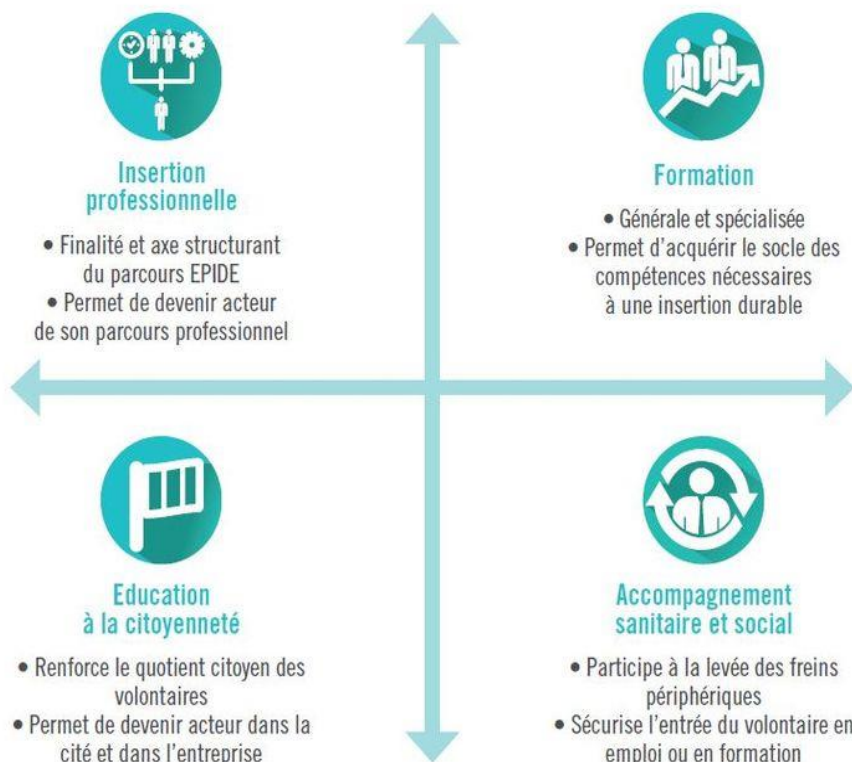 Insertion
professionnelle
• Finalité et axe structurant
du parcours EPIDE
• Permet de devenir acteur
de son parcours professionnel
Formation
• Générale et spécialisée
• Permet d'acquérir le socle des
compétences nécessaires
à une insertion durable
Education
à la citoyenneté
• Renforce le quotient citoyen des
volontaires
• Permet de devenir acteur dans la
cité et dans l'entreprise
Accompagnement
sanitaire et social
• Participe à la levée des freins
périphériques
• Sécurise l'entrée du volontaire en
emploi ou en formation